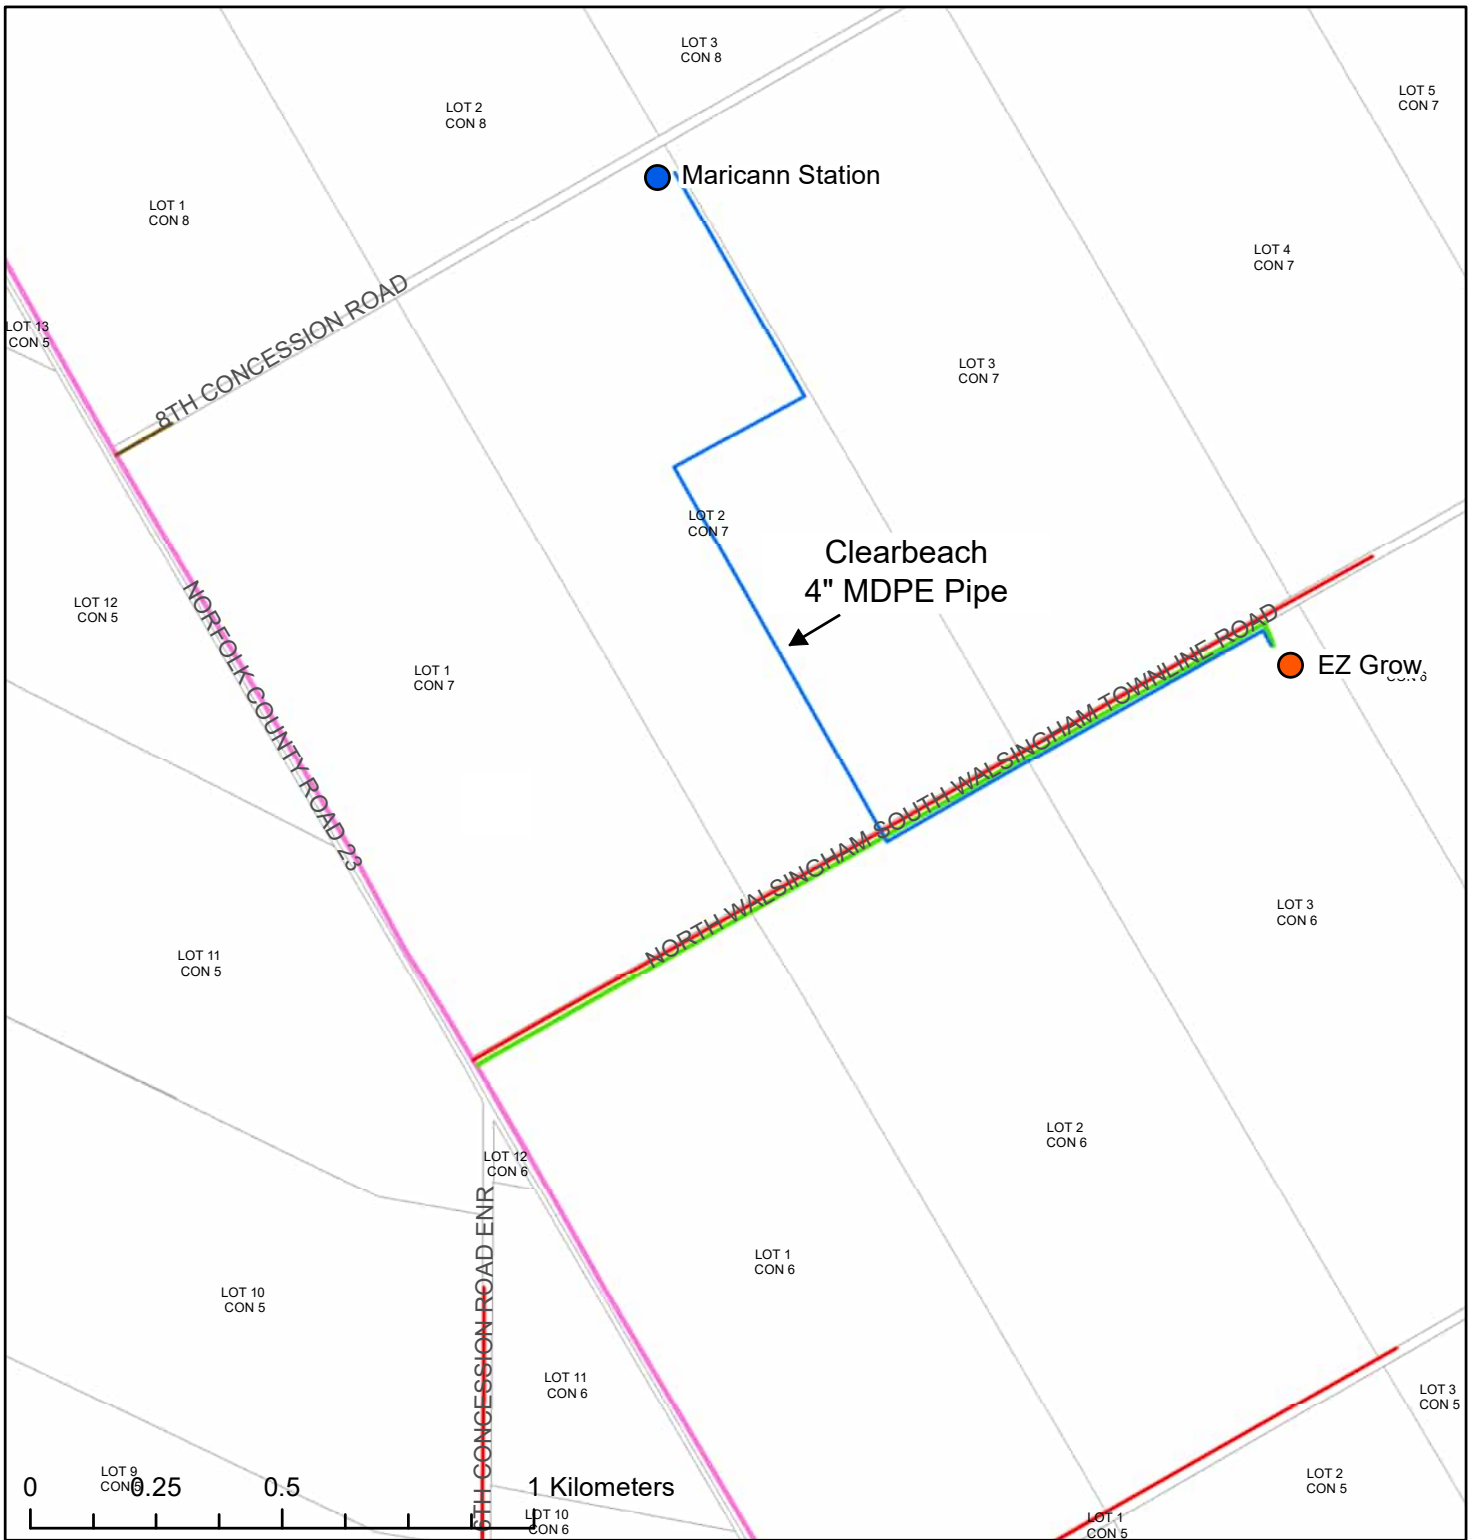 LOT 3
CON 8
LOT 5
CON 7
LOT 2
CON 8
Maricann Station
LOT 1
CON 8
LOT 4
CON 7
8TH CONCESSION ROAD
LOT 13
CON 5
LOT 3
CON 7
LOT 2
CON 7
Clearbeach
4" MDPE Pipe
LOT 12
CON 5
NORFOLK COUNTY ROAD 23
LOT 1
CON 7
NORTH WALSINGHAM SOUTH WALSINGHAM TOWNLINE ROAD
EZ Grow
CON 6
LOT 3
CON 6
LOT 11
CON 5
LOT 2
CON 6
LOT 12
CON 6
6TH CONCESSION ROAD ENR
LOT 1
CON 6
LOT 10
CON 5
LOT 11
CON 6
LOT 3
CON 5
LOT 9
CON 5
LOT 2
CON 5
0 0.25 0.5 1 Kilometers
LOT 10
CON 6
LOT 1
CON 5